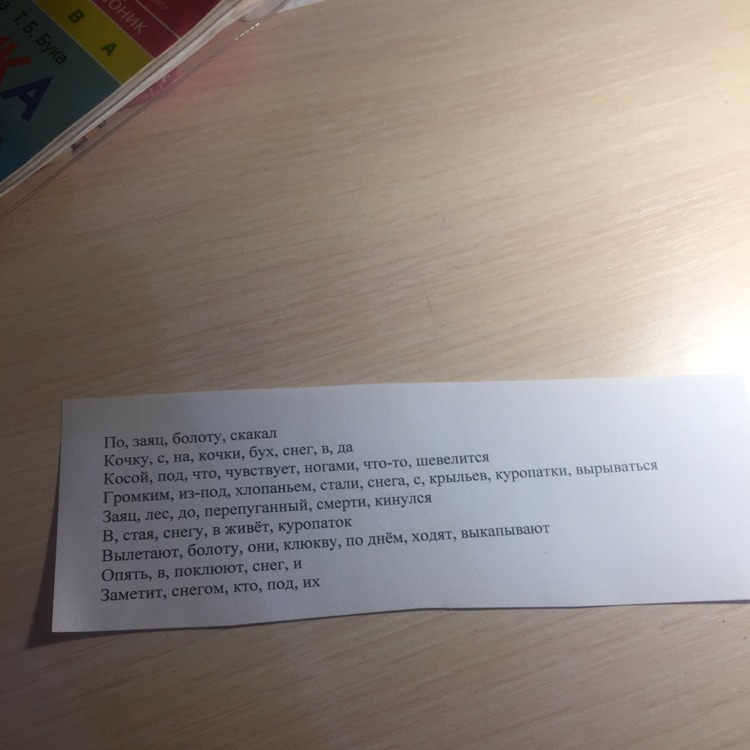 Т. Б. Бука
В А
По, заяц, болоту, скакал
Кочку, с, на, кочки, бух, снег, в, да
Косой, под, что, чувствует, ногами, что-то, шевелится
Громким, из-под, хлопаньем, стали, снега, с, крыльев, куропатки, вырываться
Заяц, лес, до, перепуганный, смерти, кинулся
В, стая, снегу, в живёт, куропаток
Вылетают, болоту, они, клюкву, по днём, ходят, выкапывают
Опять, в, поклюют, снег, и
Заметит, снегом, кто, под, их